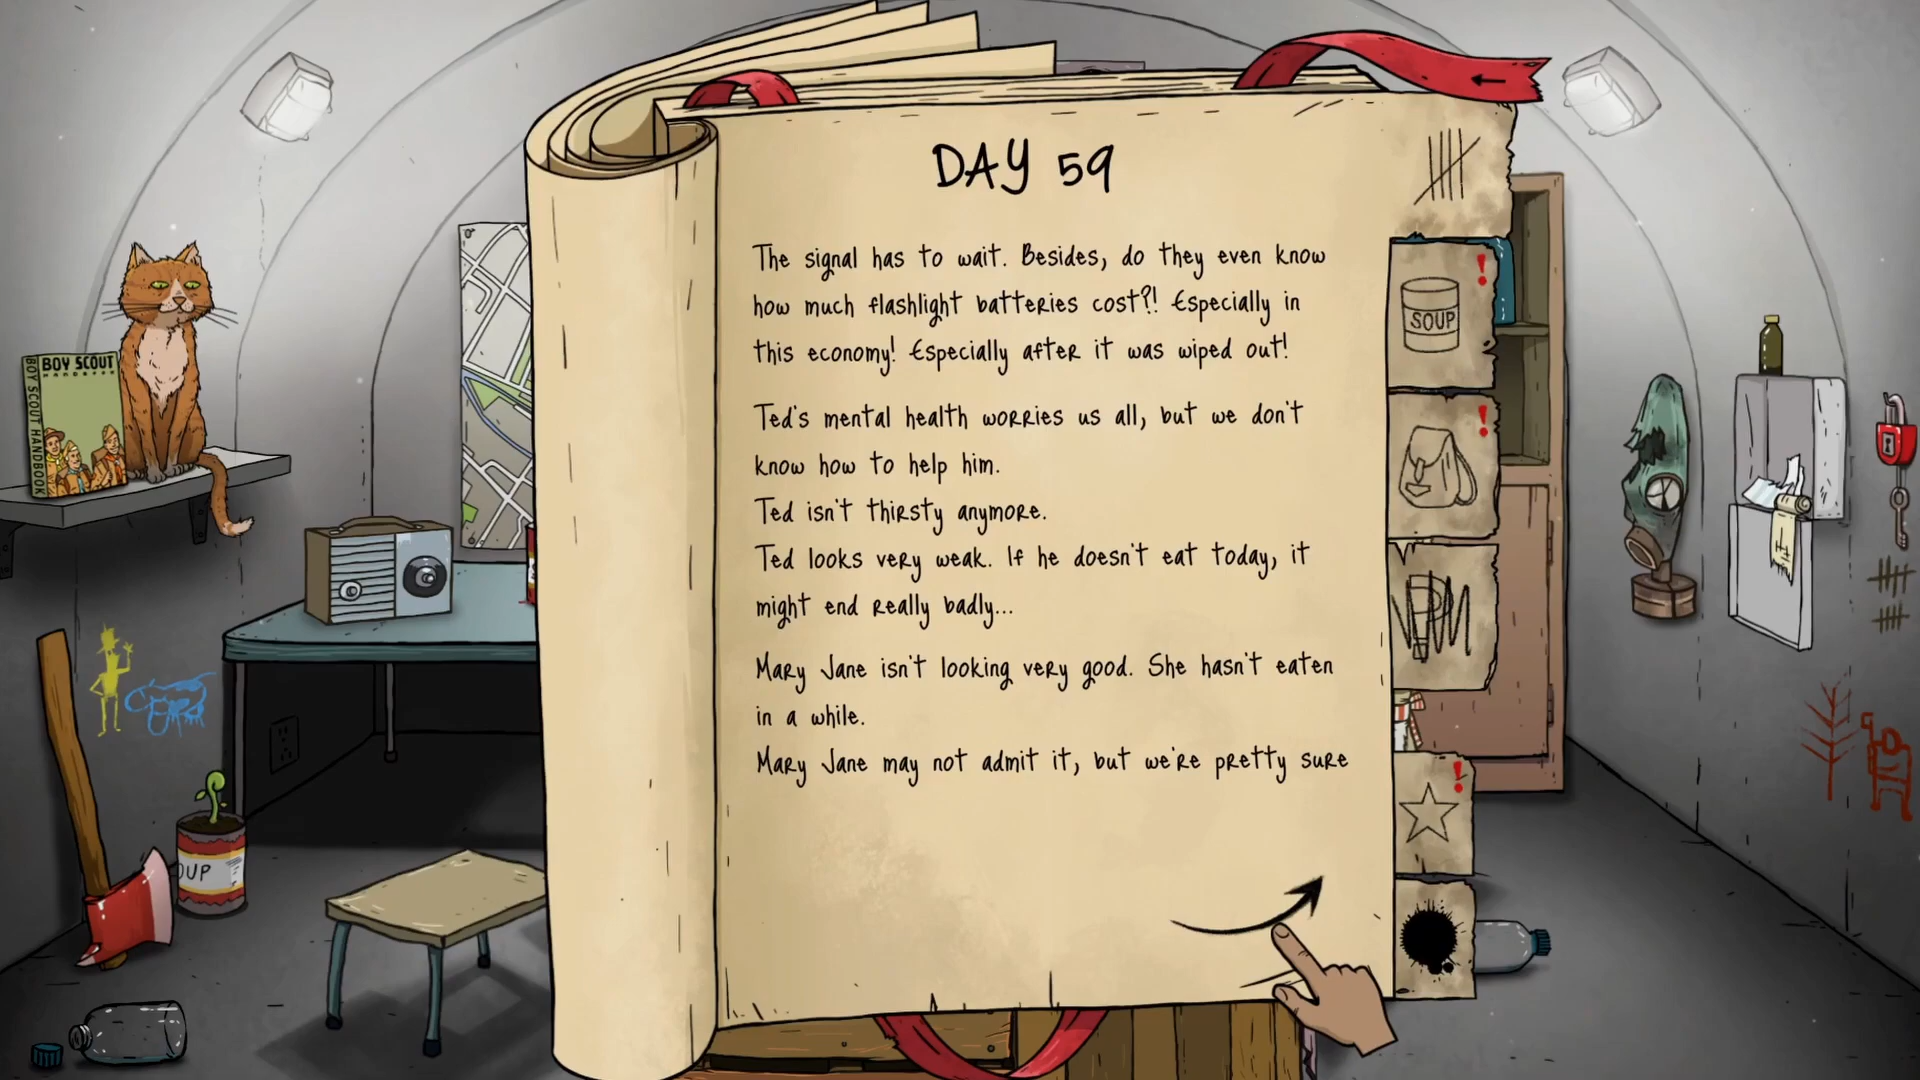 DAY 59
The signal has to wait. Besides, do they even know
how much flashlight batteries cost?! Especially in
this economy! Especially after it was wiped out!
Ted's mental health worries us all, but we don't
know how to help him.
Ted isn't thirsty anymore.
Ted looks very weak. If he doesn't eat today, it
might end really badly...
Mary Jane isn't looking very good. She hasn't eaten
in a while.
Mary Jane may not admit it, but we're pretty sure
SOUP
BOY SCOUT
HANDBOOK
BOY SCOUT HANDBOOK
OUP